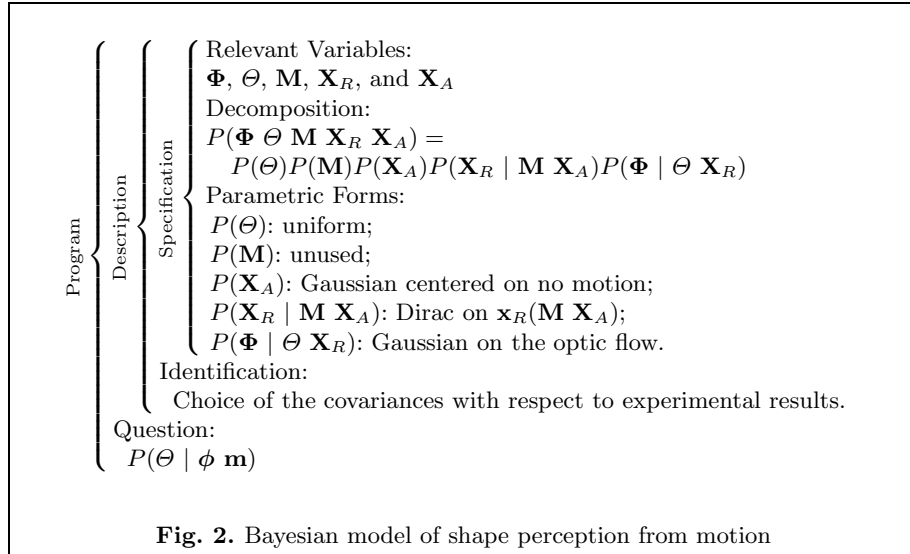 Program
Description
Specification
Relevant Variables:
Φ, Θ, M, X_R, and X_A
Decomposition:
P(Φ Θ M X_R X_A) =
P(Θ)P(M)P(X_A)P(X_R | M X_A)P(Φ | Θ X_R)
Parametric Forms:
P(Θ): uniform;
P(M): unused;
P(X_A): Gaussian centered on no motion;
P(X_R | M X_A): Dirac on x_R(M X_A);
P(Φ | Θ X_R): Gaussian on the optic flow.
Identification:
Choice of the covariances with respect to experimental results.
Question:
P(Θ | ϕ m)
Fig. 2. Bayesian model of shape perception from motion